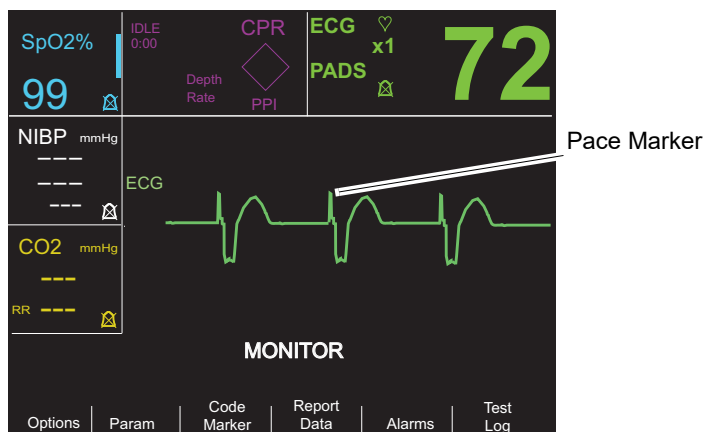 SpO2%
99
IDLE
0:00
CPR
Depth
Rate
PPI
ECG ♡
x1
PADS
72
NIBP mmHg
---
---
---
ECG
Pace Marker
CO2 mmHg
---
RR ---
MONITOR
Options
Param
Code
Marker
Report
Data
Alarms
Test
Log